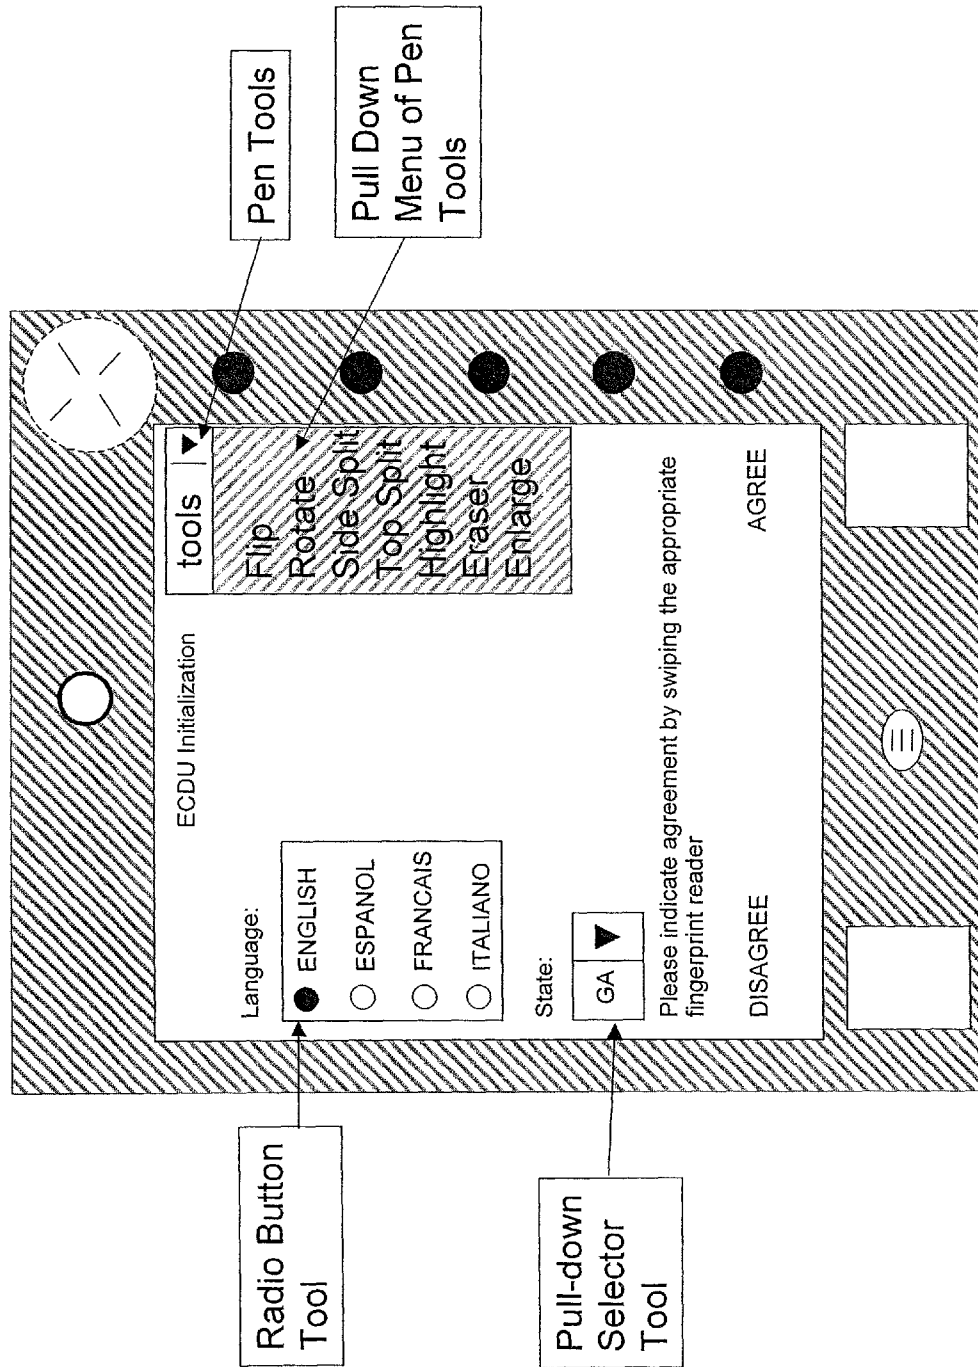 Pen Tools
Pull Down
Menu of Pen
Tools
tools
Flip
Rotate
Side Split
Top Split
Highlight
Eraser
Enlarge
ECDU Initialization
Language:
ENGLISH
ESPANOL
FRANCAIS
ITALIANO
State:
GA
Please indicate agreement by swiping the appropriate
fingerprint reader
DISAGREE
AGREE
Radio Button
Tool
Pull-down
Selector
Tool